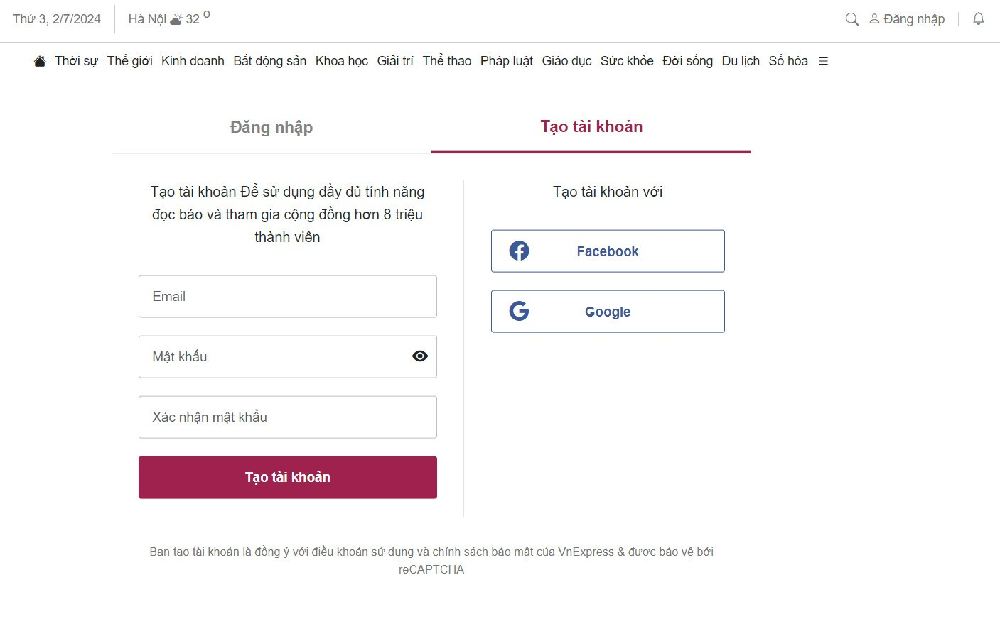 Thứ 3, 2/7/2024 Hà Nội 32 o Đăng nhập
Thời sự Thế giới Kinh doanh Bất động sản Khoa học Giải trí Thể thao Pháp luật Giáo dục Sức khỏe Đời sống Du lịch Số hóa
Đăng nhập
Tạo tài khoản
Tạo tài khoản Để sử dụng đầy đủ tính năng
đọc báo và tham gia cộng đồng hơn 8 triệu
thành viên
Email
Mật khẩu
Xác nhận mật khẩu
Tạo tài khoản
Tạo tài khoản với
Facebook
Google
Bạn tạo tài khoản là đồng ý với điều khoản sử dụng và chính sách bảo mật của VnExpress & được bảo vệ bởi
reCAPTCHA